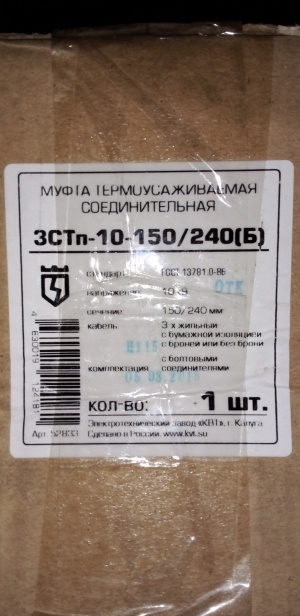 МУФТА ТЕРМОУСАЖИВАЕМАЯ
СОЕДИНИТЕЛЬНАЯ
3СТп-10-150/240(Б)
стандарт ГОСТ 13781.0-86
напряжение 10 кВ ОТК
сечение 150/240 мм
кабель 3-х жильный
с бумажной изоляцией
с броней или без брони
с болтовыми
комплектация соединителями
КОЛ-ВО: 1 шт.
Электротехнический завод «КВТ», г. Калуга
Арт. 52833 Сделано в России. www.kvt.su